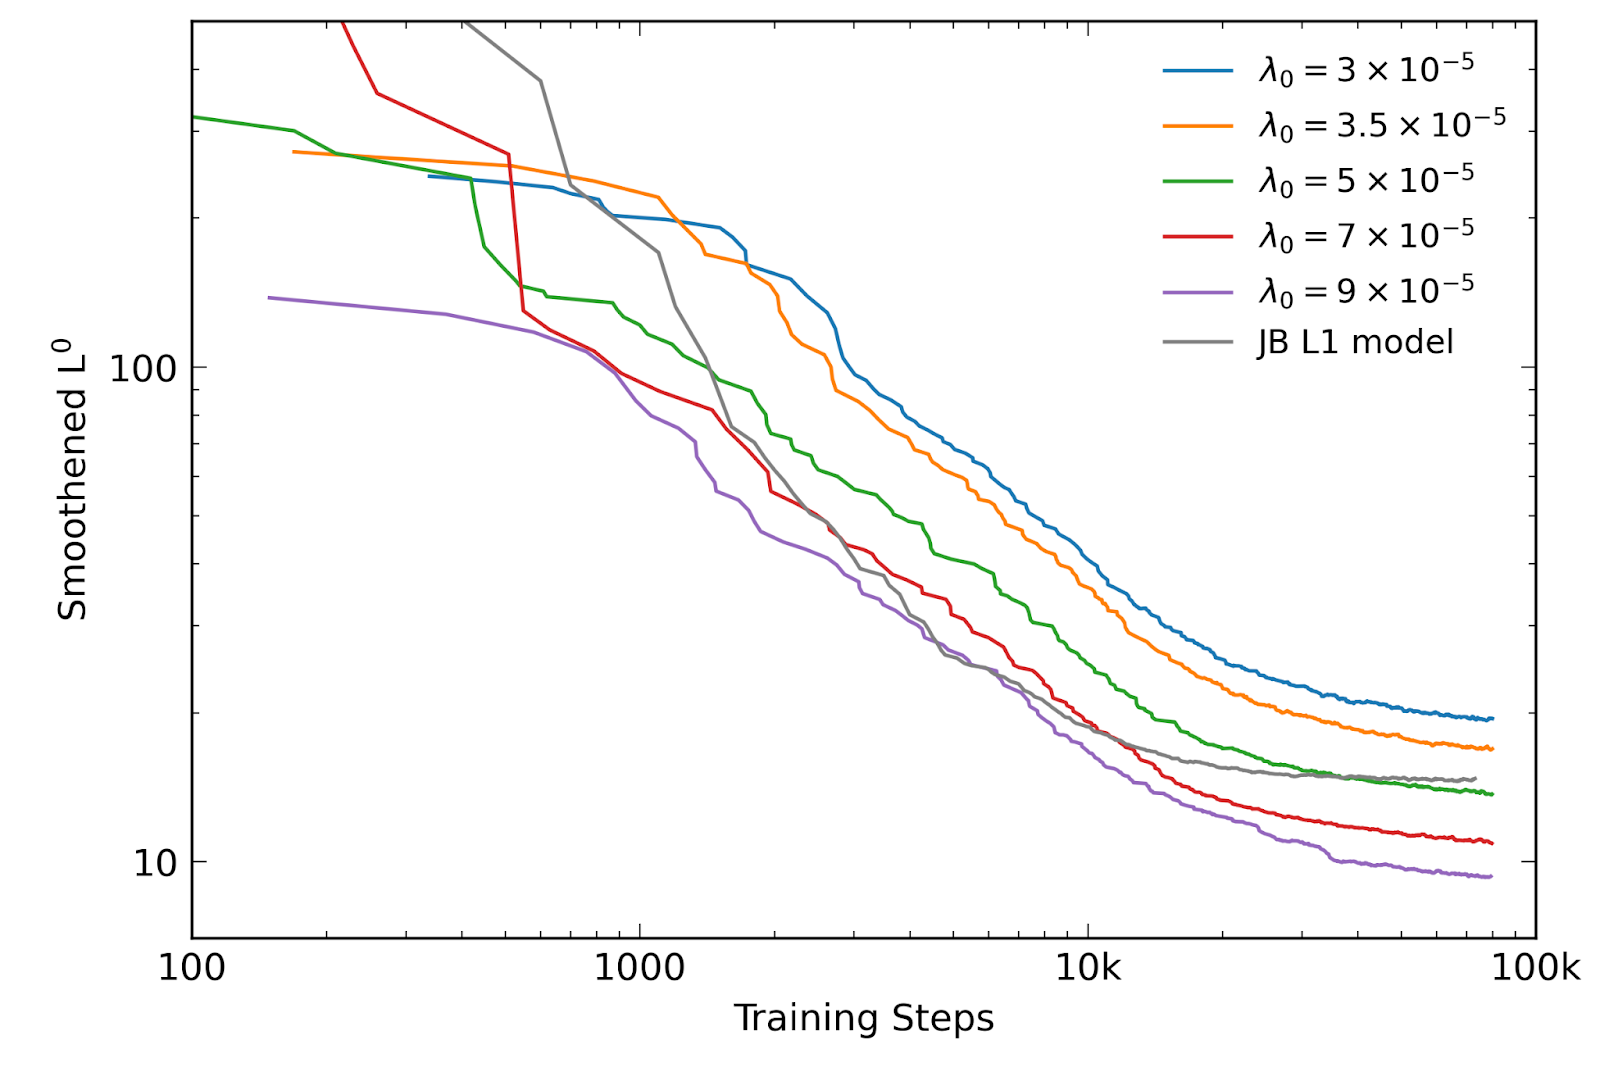 Smoothened L⁰
100
10
λ₀ = 3 × 10⁻⁵
λ₀ = 3.5 × 10⁻⁵
λ₀ = 5 × 10⁻⁵
λ₀ = 7 × 10⁻⁵
λ₀ = 9 × 10⁻⁵
JB L1 model
100 1000 10k 100k
Training Steps